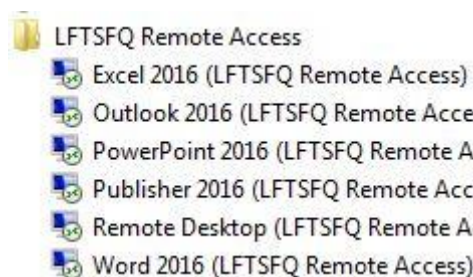 LFTSFQ Remote Access
Excel 2016 (LFTSFQ Remote Access)
Outlook 2016 (LFTSFQ Remote Acce
PowerPoint 2016 (LFTSFQ Remote A
Publisher 2016 (LFTSFQ Remote Acc
Remote Desktop (LFTSFQ Remote A
Word 2016 (LFTSFQ Remote Access)